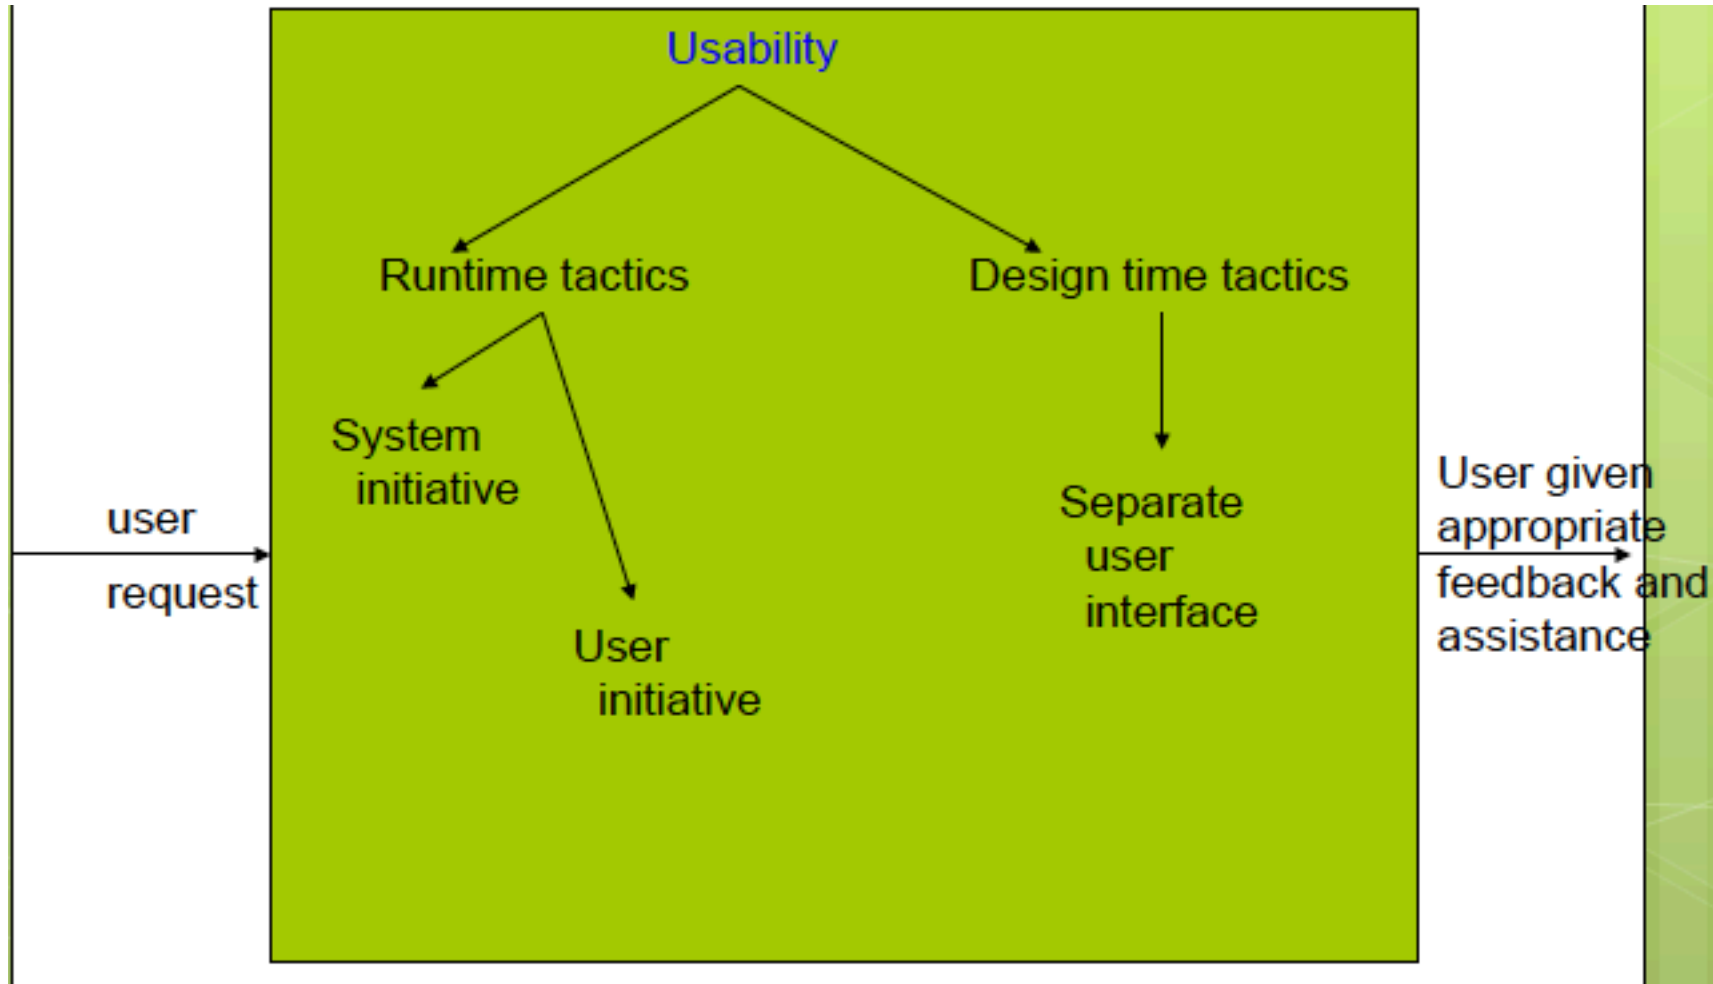 Usability
Runtime tactics
Design time tactics
System
initiative
User
initiative
Separate
user
interface
user
request
User given
appropriate
feedback and
assistance